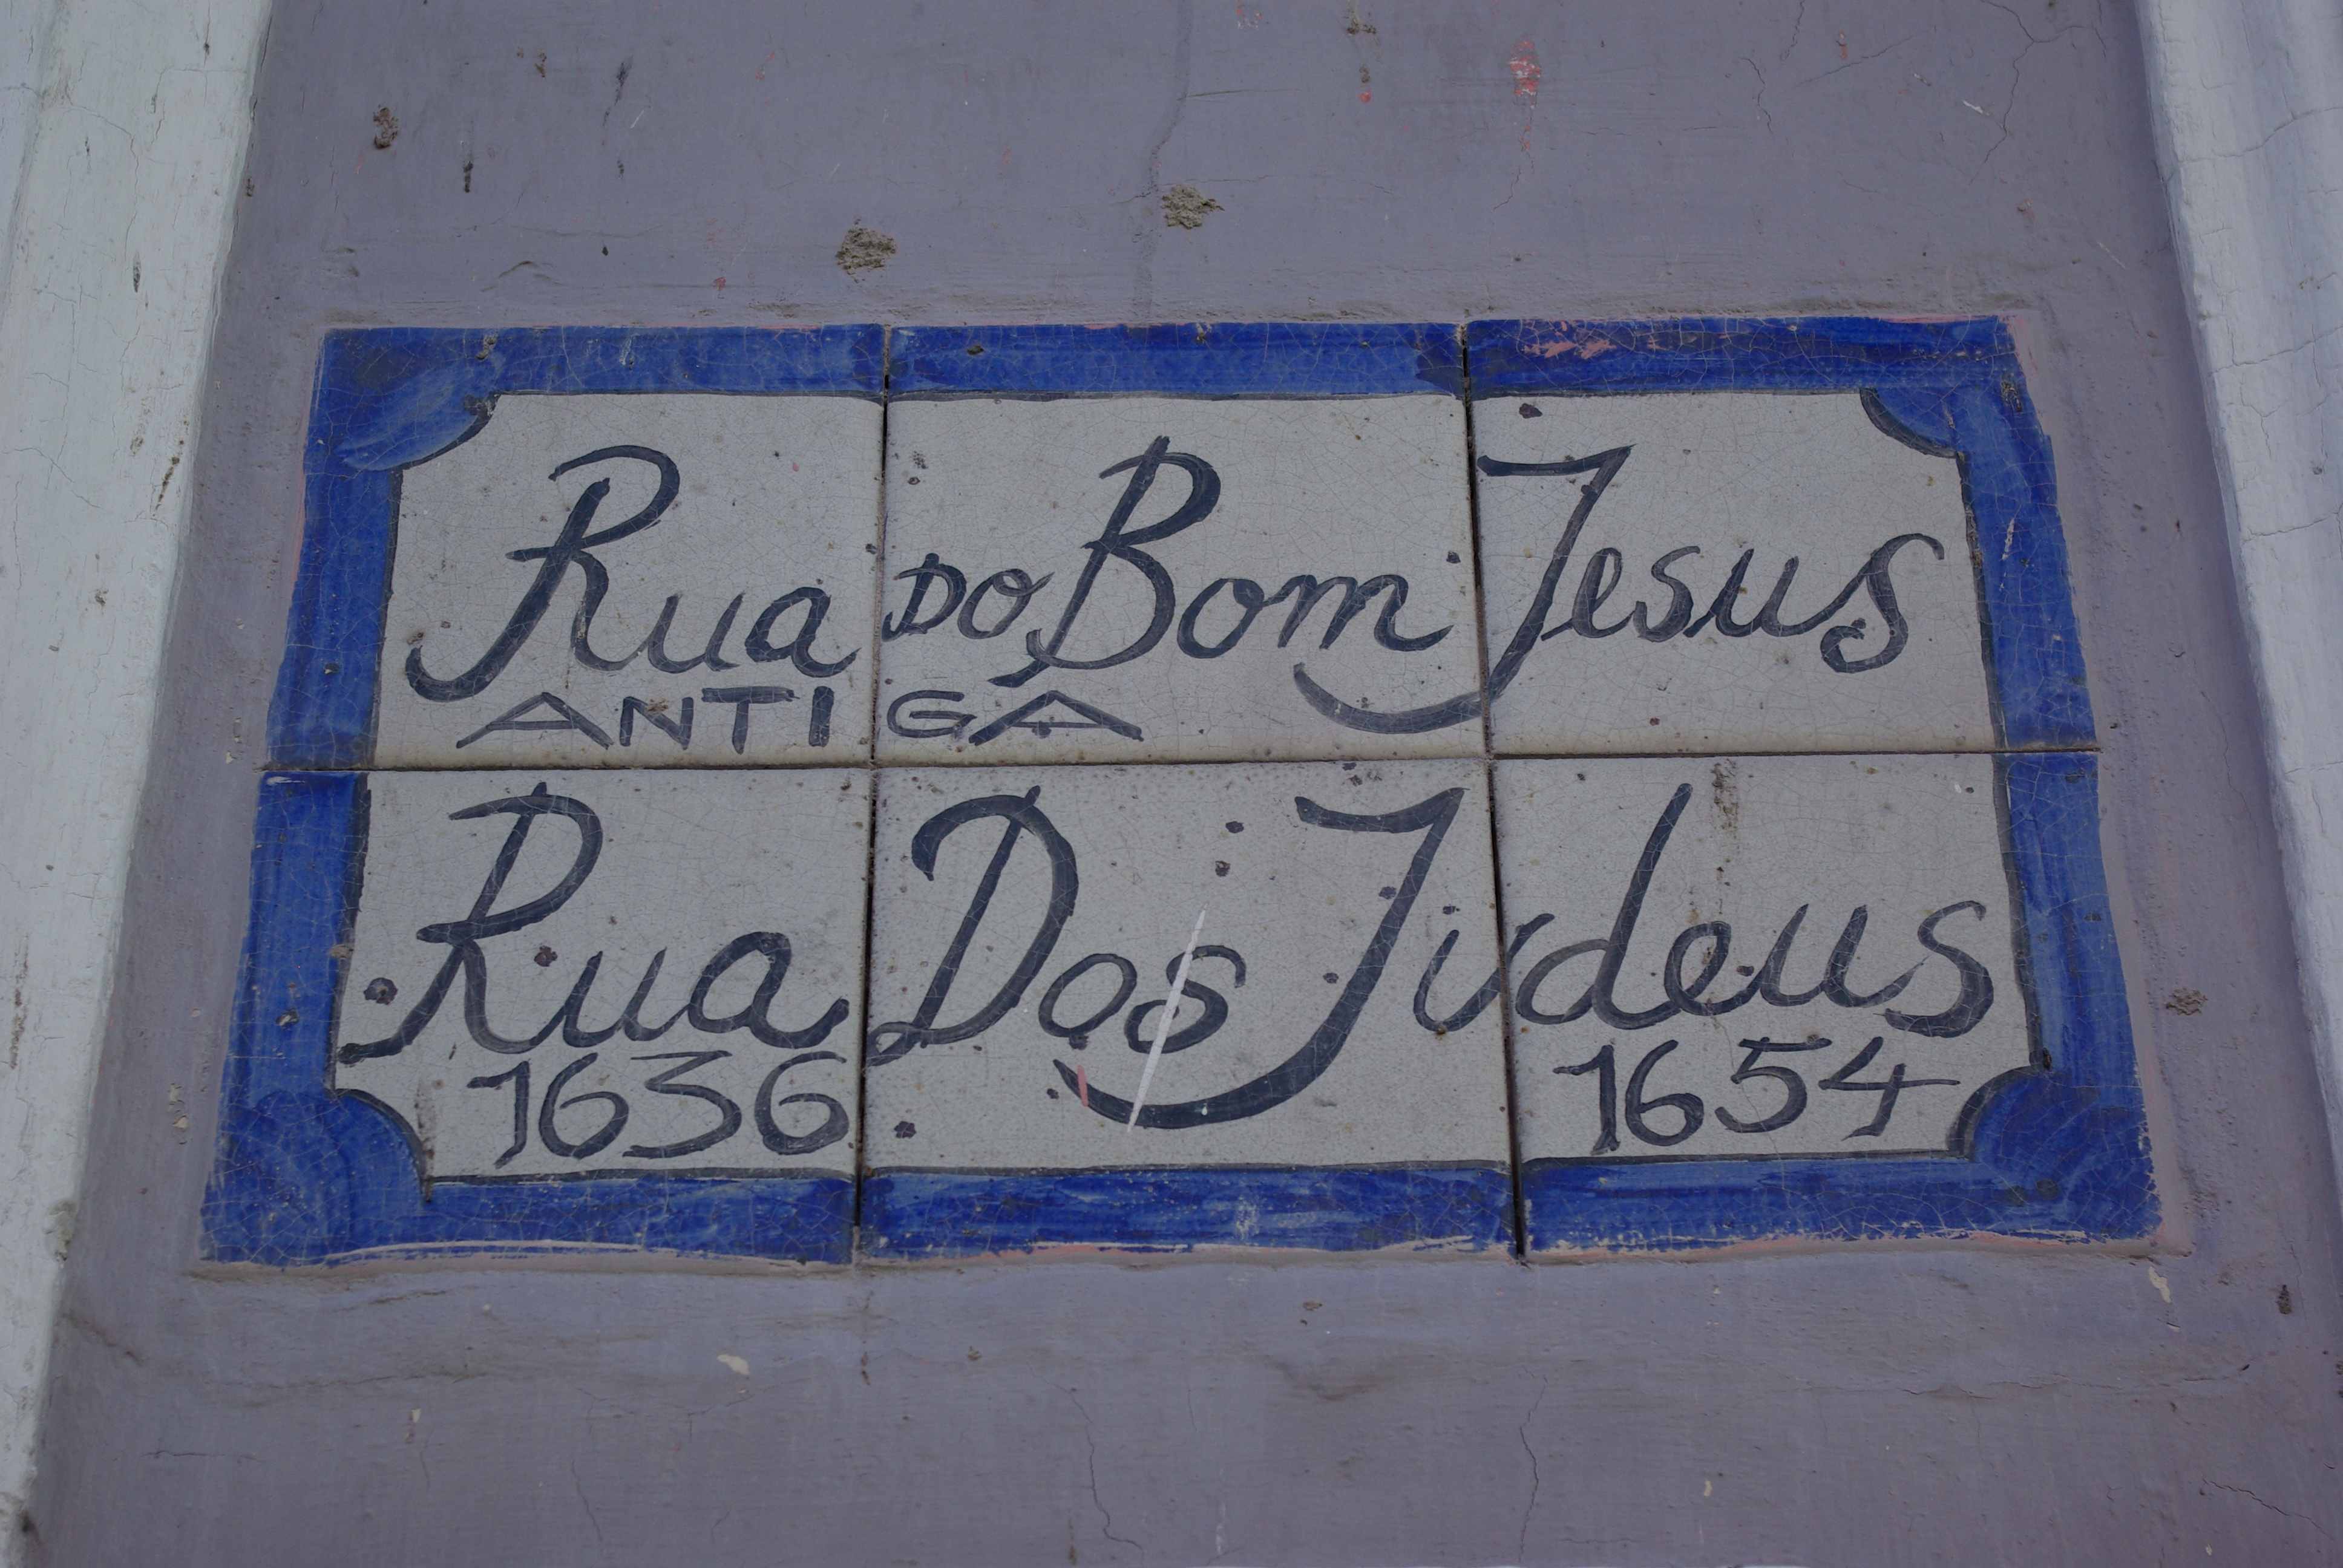 Rua DO Bom Jesus
ANTIGA
Rua Dos Judeus
1636 1654